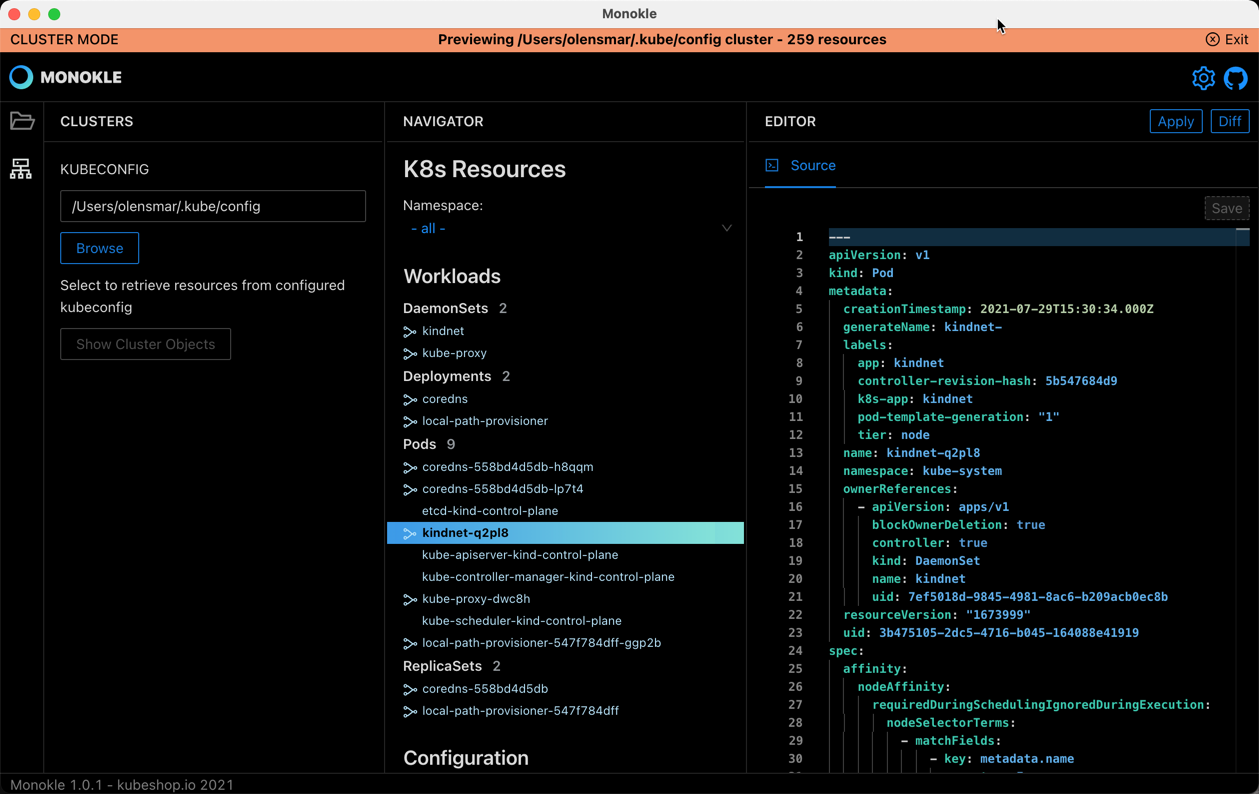 Monokle
CLUSTER MODE
Previewing /Users/olensmar/.kube/config cluster - 259 resources
Exit
MONOKLE
CLUSTERS
KUBECONFIG
/Users/olensmar/.kube/config
Browse
Select to retrieve resources from configured
kubeconfig
Show Cluster Objects
NAVIGATOR
K8s Resources
Namespace:
- all -
Workloads
DaemonSets 2
kindnet
kube-proxy
Deployments 2
coredns
local-path-provisioner
Pods 9
coredns-558bd4d5db-h8qqm
coredns-558bd4d5db-lp7t4
etcd-kind-control-plane
kindnet-q2pl8
kube-apiserver-kind-control-plane
kube-controller-manager-kind-control-plane
kube-proxy-dwc8h
kube-scheduler-kind-control-plane
local-path-provisioner-547f784dff-ggp2b
ReplicaSets 2
coredns-558bd4d5db
local-path-provisioner-547f784dff
Configuration
EDITOR
Apply
Diff
Source
Save
1 ---
2 apiVersion: v1
3 kind: Pod
4 metadata:
5 creationTimestamp: 2021-07-29T15:30:34.000Z
6 generateName: kindnet-
7 labels:
8 app: kindnet
9 controller-revision-hash: 5b547684d9
10 k8s-app: kindnet
11 pod-template-generation: "1"
12 tier: node
13 name: kindnet-q2pl8
14 namespace: kube-system
15 ownerReferences:
16 - apiVersion: apps/v1
17 blockOwnerDeletion: true
18 controller: true
19 kind: DaemonSet
20 name: kindnet
21 uid: 7ef5018d-9845-4981-8ac6-b209acb0ec8b
22 resourceVersion: "1673999"
23 uid: 3b475105-2dc5-4716-b045-164088e41919
24 spec:
25 affinity:
26 nodeAffinity:
27 requiredDuringSchedulingIgnoredDuringExecution:
28 nodeSelectorTerms:
29 - matchFields:
30 - key: metadata.name
Monokle 1.0.1 - kubeshop.io 2021